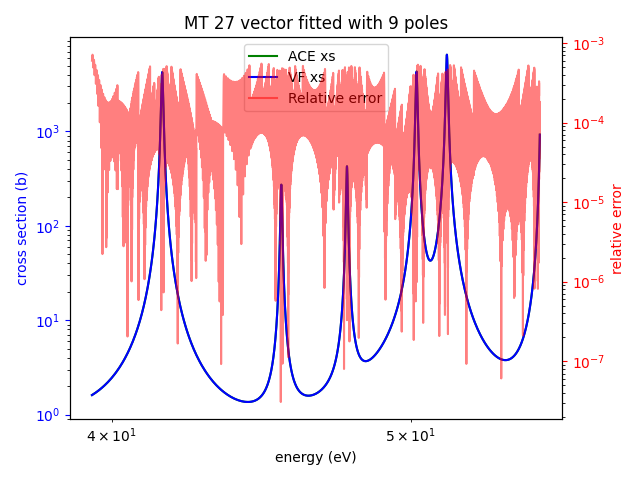 MT 27 vector fitted with 9 poles
ACE xs
VF xs
Relative error
10³
10²
10¹
10⁰
cross section (b)
10⁻³
10⁻⁴
10⁻⁵
10⁻⁶
10⁻⁷
relative error
4 × 10¹
5 × 10¹
energy (eV)